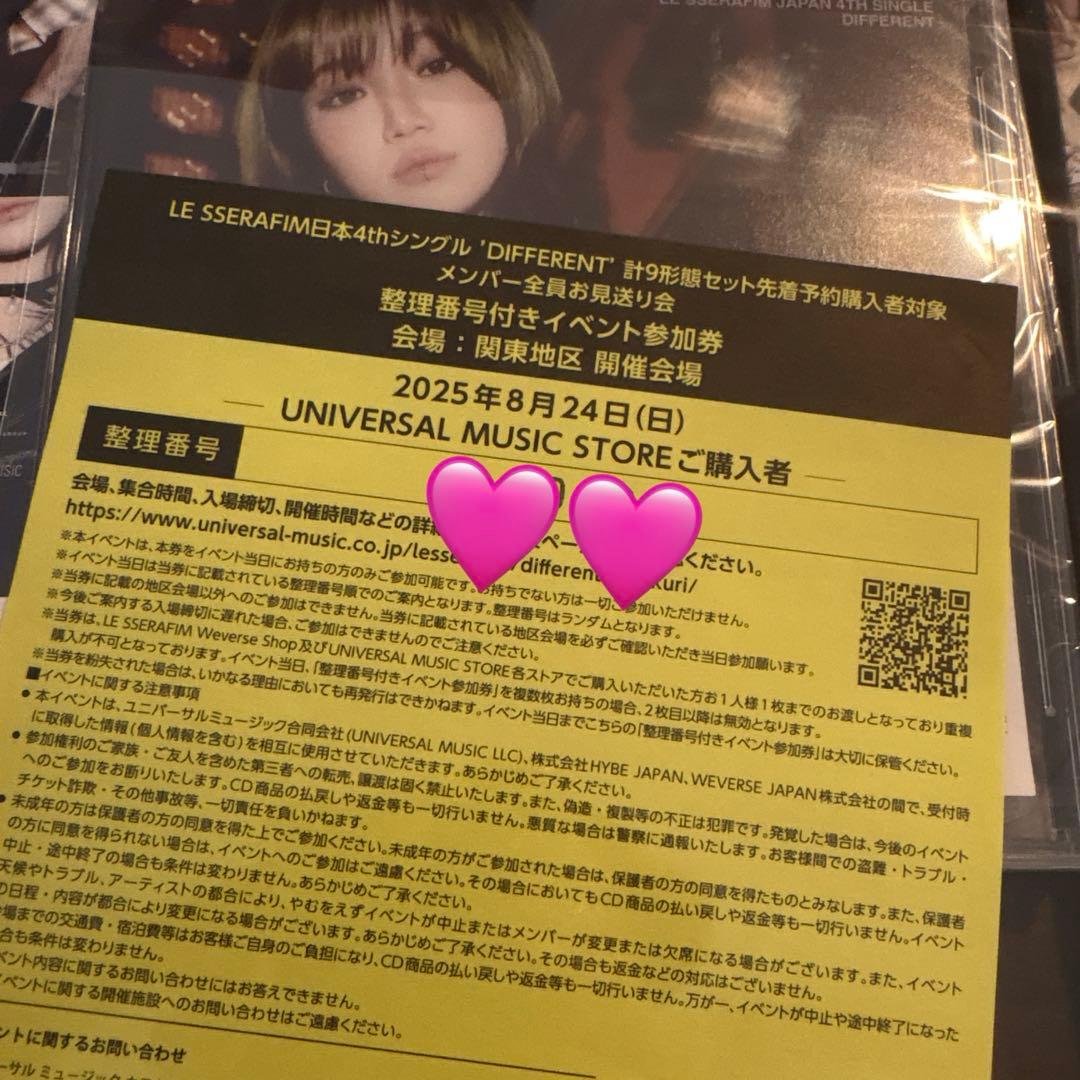 LE SSERAFIM JAPAN 4TH SINGLE
DIFFERENT
LE SSERAFIM日本4thシングル 'DIFFERENT' 計9形態セット先着予約購入者対象
メンバー全員お見送り会
整理番号付きイベント参加券
会場：関東地区 開催会場
2025年8月24日(日)
UNIVERSAL MUSIC STOREご購入者
整理番号
会場、集合時間、入場締切、開催時間などの詳 ください。
https://www.universal-music.co.jp/lesse different kuri/
※本イベントは、本券をイベント当日にお持ちの方のみご参加可能です。お持ちでない方は一切ご参加いただけません。
※イベント当日は当券に記載されている整理番号順でのご案内となります。整理番号はランダムとなります。
※当券に記載の地区会場以外へのご参加はできません。当券に記載されている地区会場を必ずご確認いただき当日参加願います。
※今後ご案内する入場締切に遅れた場合、ご参加はできませんのでご注意ください。
※当券は、LE SSERAFIM Weverse Shop及びUNIVERSAL MUSIC STORE各ストアでご購入いただいた方お1人様1枚までのお渡しとなっており重複
購入が不可となっております。イベント当日、「整理番号付きイベント参加券」を複数枚お持ちの場合、2枚目以降は無効となります。
※当券を紛失された場合は、いかなる理由においても再発行はできかねます。イベント当日までこちらの「整理番号付きイベント参加券」は大切に保管ください。
■イベントに関する注意事項
● 本イベントは、ユニバーサルミュージック合同会社(UNIVERSAL MUSIC LLC)、株式会社HYBE JAPAN、WEVERSE JAPAN株式会社の間で、受付時
に取得した情報(個人情報を含む)を相互に使用させていただきます。あらかじめご了承ください。
● 参加権利のご家族・ご友人を含めた第三者への転売、譲渡は固く禁止いたします。また、偽造・複製等の不正は犯罪です。発覚した場合は、今後のイベント
へのご参加をお断りいたします。CD商品の払戻しや返金等も一切行いません。悪質な場合は警察に通報いたします。お客様間での盗難・トラブル・
チケット詐欺・その他事故等、一切責任を負いかねます。
● 未成年の方は保護者の方の同意を得た上でご参加ください。未成年の方がご参加された場合は、保護者の方の同意を得たものとみなします。また、保護者
の方に同意を得られない場合は、イベントへのご参加はご遠慮ください。その場合においてもCD商品の払い戻しや返金等も一切行いません。イベント
中止・途中終了の場合も条件は変わりません。あらかじめご了承ください。
天候やトラブル、アーティストの都合により、やむをえずイベントが中止またはメンバーが変更または欠席になる場合がございます。また、イベント
の日程・内容が都合により変更になる場合がございます。あらかじめご了承ください。その場合も返金などの対応はございません。
場までの交通費・宿泊費等はお客様ご自身のご負担になり、CD商品の払い戻しや返金等も一切行いません。万が一、イベントが中止や途中終了になった
合も条件は変わりません。
ベント内容に関するお問い合わせにはお答えできません。
イベントに関する開催施設へのお問い合わせはご遠慮ください。
ントに関するお問い合わせ